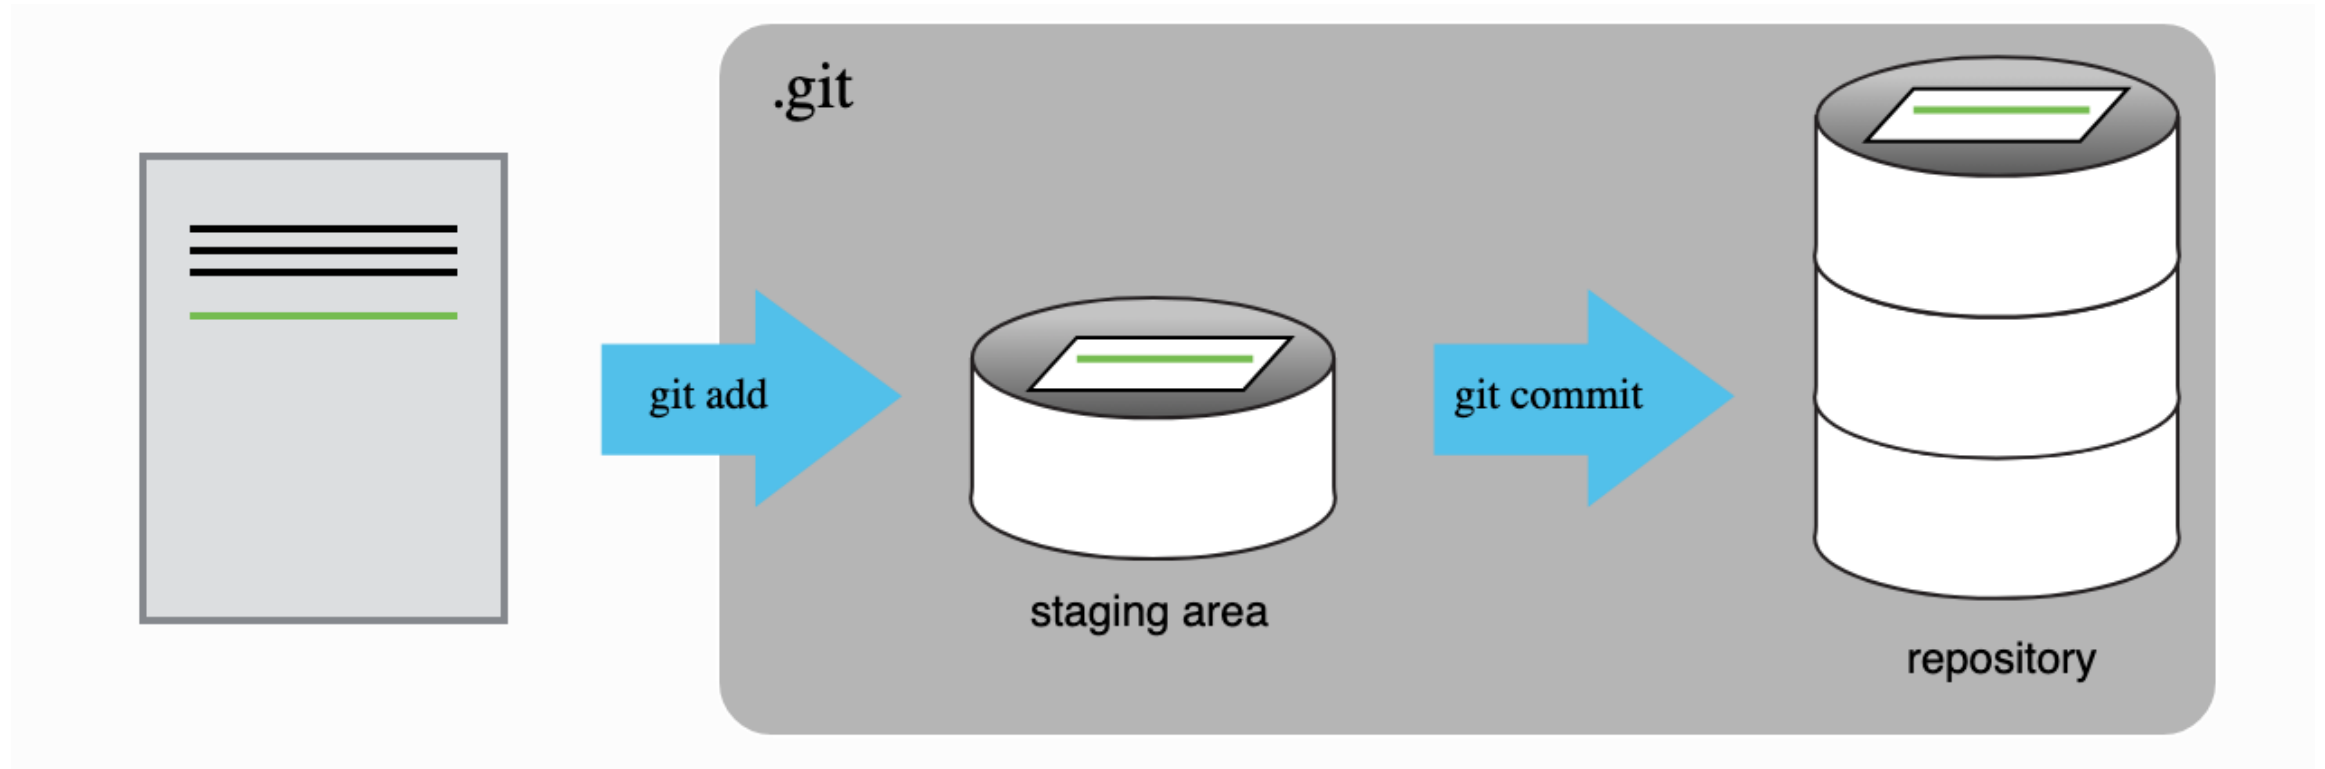 .git
git add
git commit
staging area
repository